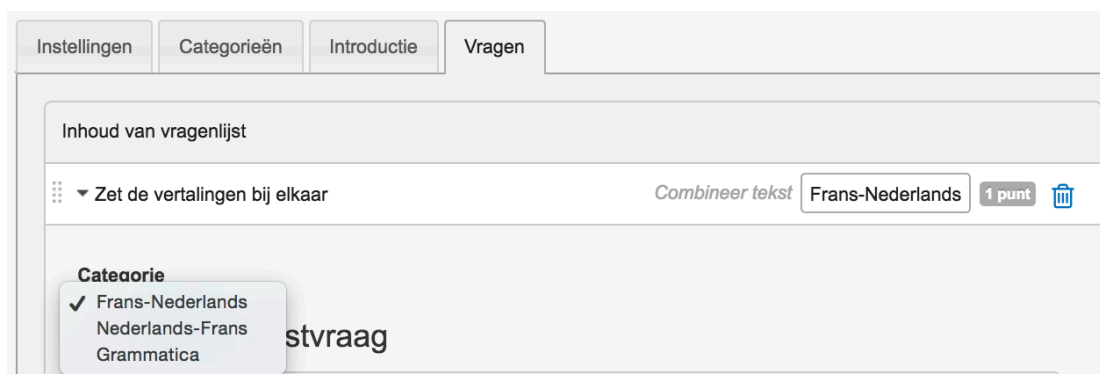 Instellingen Categorieën Introductie Vragen
Inhoud van vragenlijst
Zet de vertalingen bij elkaar Combineer tekst Frans-Nederlands 1 punt
Categorie
Frans-Nederlands
Nederlands-Frans
stvraag
Grammatica